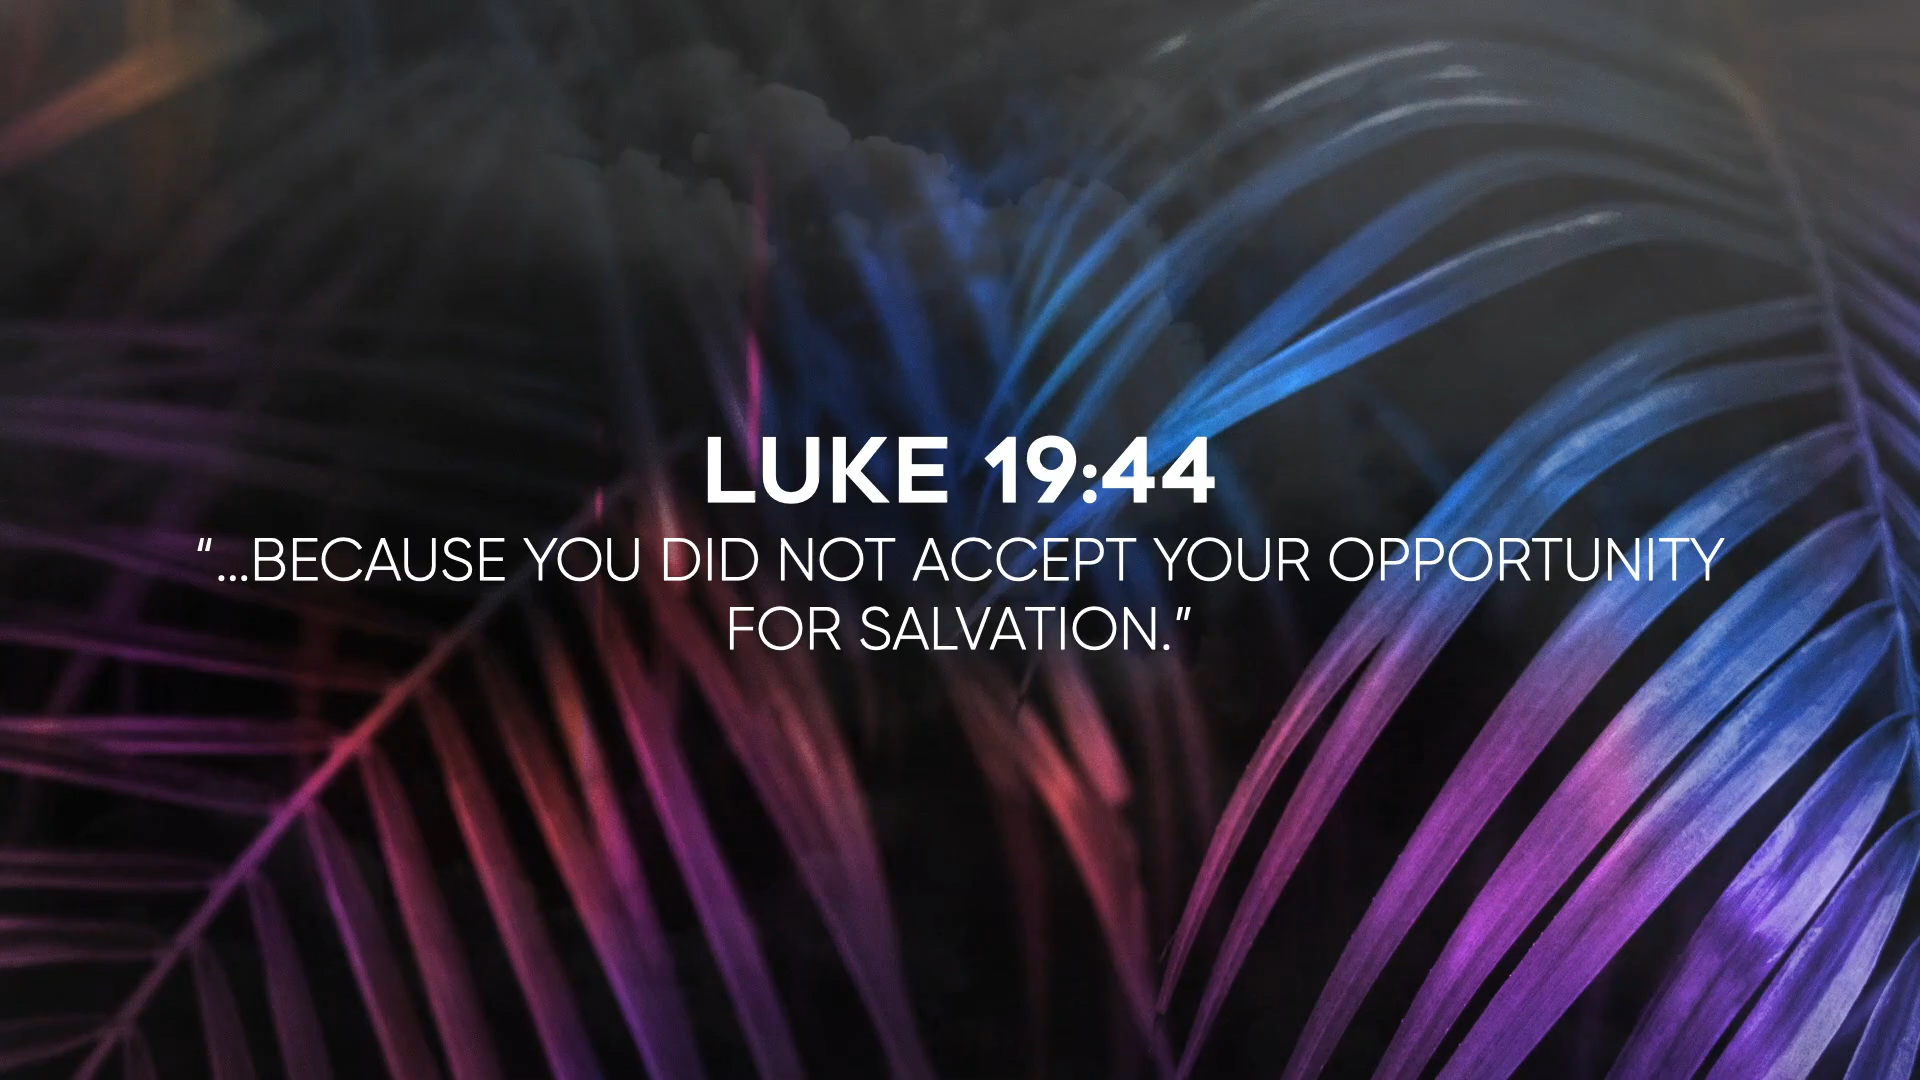 LUKE 19:44
“...BECAUSE YOU DID NOT ACCEPT YOUR OPPORTUNITY
FOR SALVATION.”